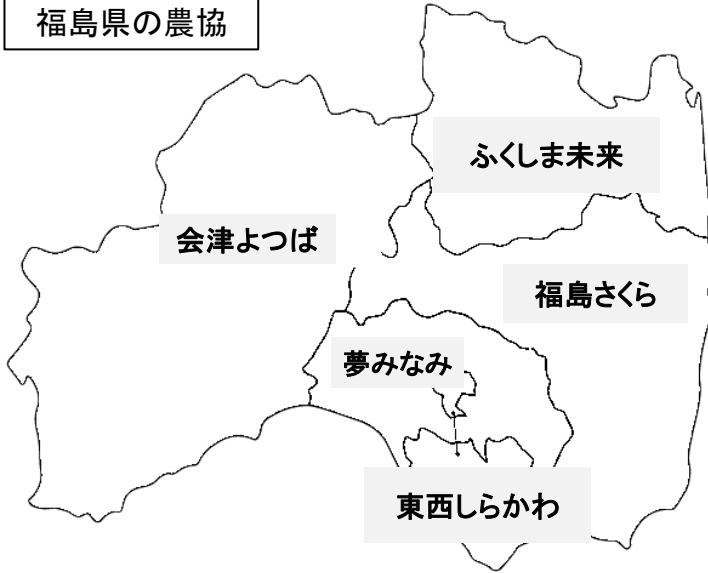 福島県の農協
ふくしま未来
会津よつば
福島さくら
夢みなみ
東西しらかわ